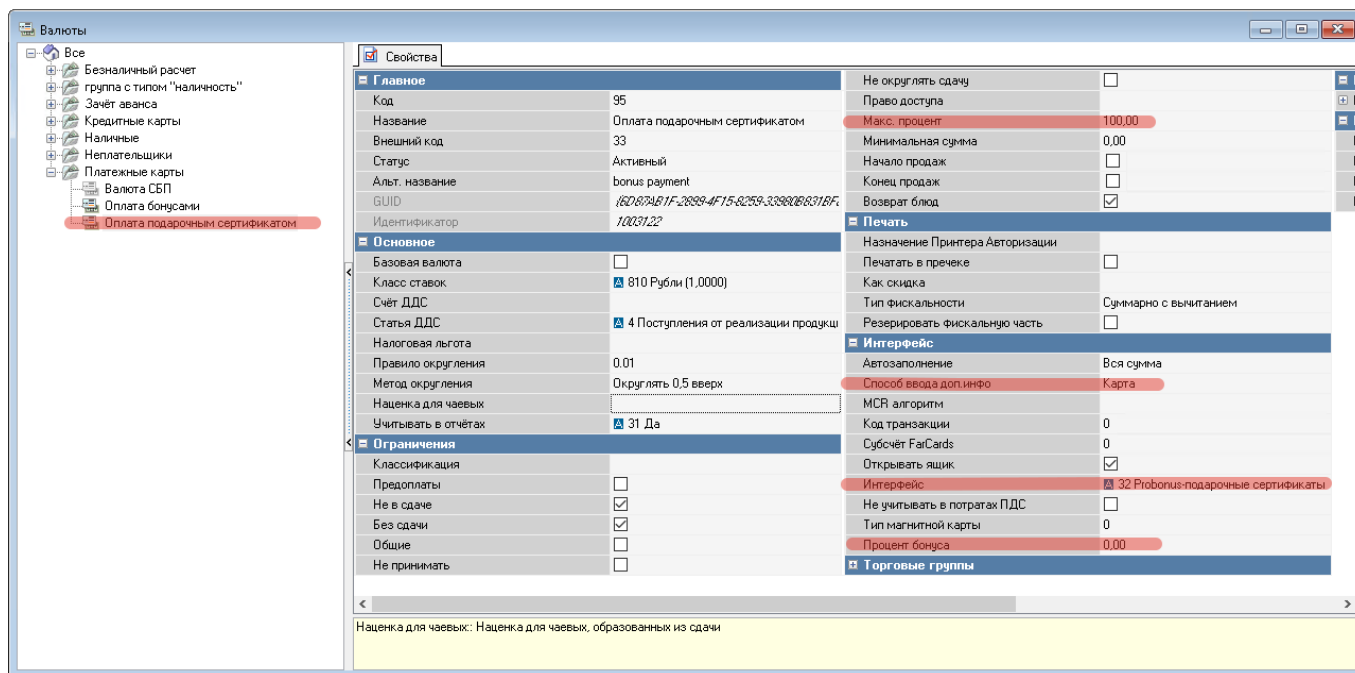 Валюты
Все
Безналичный расчет
группа с типом "наличность"
Зачёт аванса
Кредитные карты
Наличные
Неплательщики
Платежные карты
Валюта СБП
Оплата бонусами
Оплата подарочным сертификатом
Свойства
Главное
Код 95
Название Оплата подарочным сертификатом
Внешний код 33
Статус Активный
Альт. название bonus payment
GUID
Идентификатор 1003122
Основное
Базовая валюта
Класс ставок 810 Рубли (1,0000)
Счёт ДДС
Статья ДДС 4 Поступления от реализации продукц
Налоговая льгота
Правило округления 0.01
Метод округления Округлять 0,5 вверх
Наценка для чаевых
Учитывать в отчётах 31 Да
Ограничения
Классификация
Предоплаты
Не в сдаче
Без сдачи
Общие
Не принимать
Не округлять сдачу
Право доступа
Макс. процент 100,00
Минимальная сумма 0,00
Начало продаж
Конец продаж
Возврат блюд
Печать
Назначение Принтера Авторизации
Печатать в пречеке
Как скидка
Тип фискальности Суммарно с вычитанием
Резерировать фискальную часть
Интерфейс
Автозаполнение Вся сумма
Способ ввода доп.инфо Карта
MCR алгоритм
Код транзакции 0
Субсчёт FarCards 0
Открывать ящик
Интерфейс 32 Probonus-подарочные сертификаты
Не учитывать в потратах ПДС
Тип магнитной карты 0
Процент бонуса 0,00
Торговые группы
Наценка для чаевых:: Наценка для чаевых, образованных из сдачи